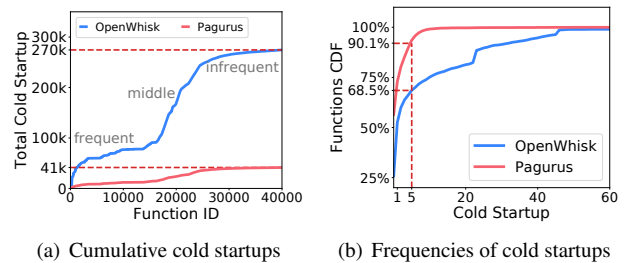 OpenWhisk
Pagurus
Total Cold Startup
300k
270k
200k
100k
41k
0
frequent
middle
infrequent
0
10000
20000
30000
40000
Function ID
(a) Cumulative cold startups
Functions CDF
100%
90.1%
75%
68.5%
50%
25%
OpenWhisk
Pagurus
1
5
20
40
60
Cold Startup
(b) Frequencies of cold startups